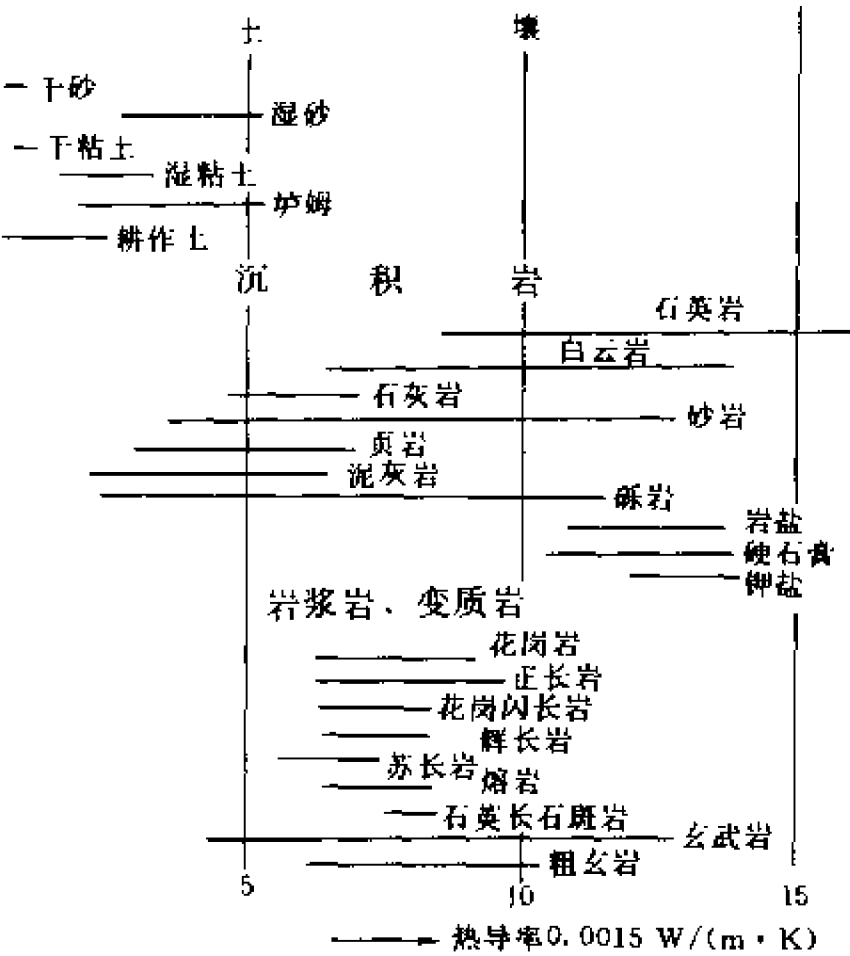 土 壤
干砂
湿砂
干粘土
湿粘土
垆姆
耕作土
沉 积 岩
石英岩
白云岩
石灰岩
砂岩
页岩
泥灰岩
砾岩
岩盐
硬石膏
钾盐
岩浆岩、变质岩
花岗岩
正长岩
花岗闪长岩
辉长岩
苏长岩
熔岩
石英长石斑岩
玄武岩
粗玄岩
5 10 15
热导率0.0015 W/(m·K)